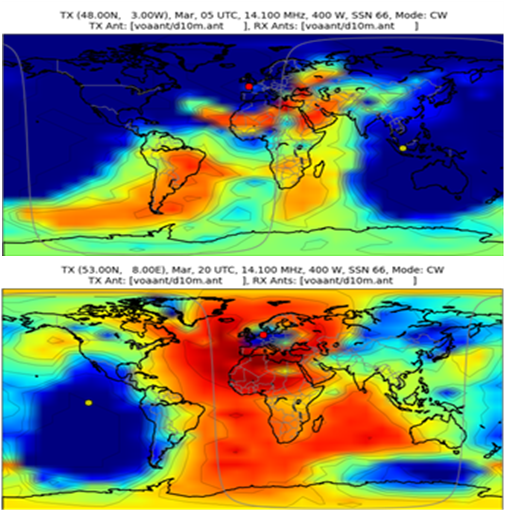 TX (48.00N, 3.00W), Mar, 05 UTC, 14.100 MHz, 400 W, SSN 66, Mode: CW
TX Ant: [voaant/d10m.ant ], RX Ants: [voaant/d10m.ant ]
TX (53.00N, 8.00E), Mar, 20 UTC, 14.100 MHz, 400 W, SSN 66, Mode: CW
TX Ant: [voaant/d10m.ant ], RX Ants: [voaant/d10m.ant ]